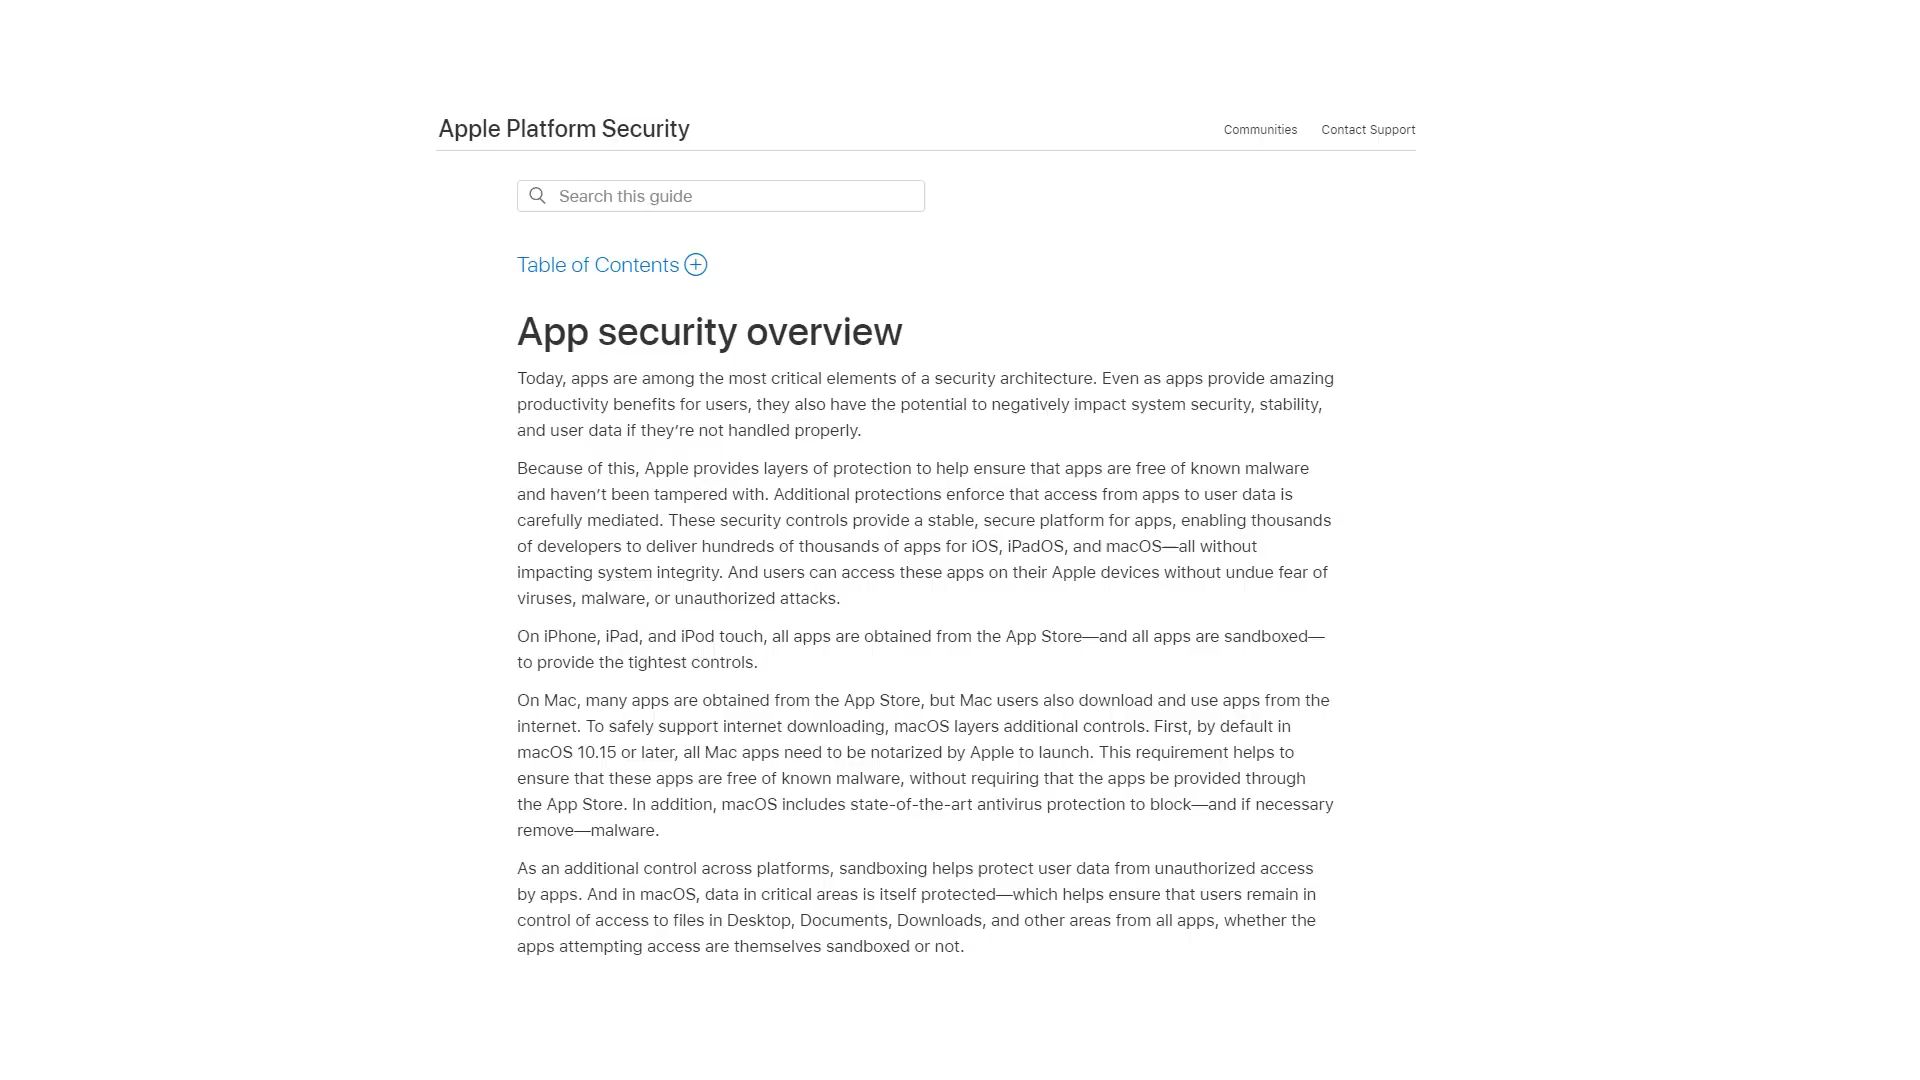 Apple Platform Security
Communities
Contact Support
Search this guide
Table of Contents
App security overview
Today, apps are among the most critical elements of a security architecture. Even as apps provide amazing
productivity benefits for users, they also have the potential to negatively impact system security, stability,
and user data if they’re not handled properly.
Because of this, Apple provides layers of protection to help ensure that apps are free of known malware
and haven’t been tampered with. Additional protections enforce that access from apps to user data is
carefully mediated. These security controls provide a stable, secure platform for apps, enabling thousands
of developers to deliver hundreds of thousands of apps for iOS, iPadOS, and macOS—all without
impacting system integrity. And users can access these apps on their Apple devices without undue fear of
viruses, malware, or unauthorized attacks.
On iPhone, iPad, and iPod touch, all apps are obtained from the App Store—and all apps are sandboxed—
to provide the tightest controls.
On Mac, many apps are obtained from the App Store, but Mac users also download and use apps from the
internet. To safely support internet downloading, macOS layers additional controls. First, by default in
macOS 10.15 or later, all Mac apps need to be notarized by Apple to launch. This requirement helps to
ensure that these apps are free of known malware, without requiring that the apps be provided through
the App Store. In addition, macOS includes state-of-the-art antivirus protection to block—and if necessary
remove—malware.
As an additional control across platforms, sandboxing helps protect user data from unauthorized access
by apps. And in macOS, data in critical areas is itself protected—which helps ensure that users remain in
control of access to files in Desktop, Documents, Downloads, and other areas from all apps, whether the
apps attempting access are themselves sandboxed or not.